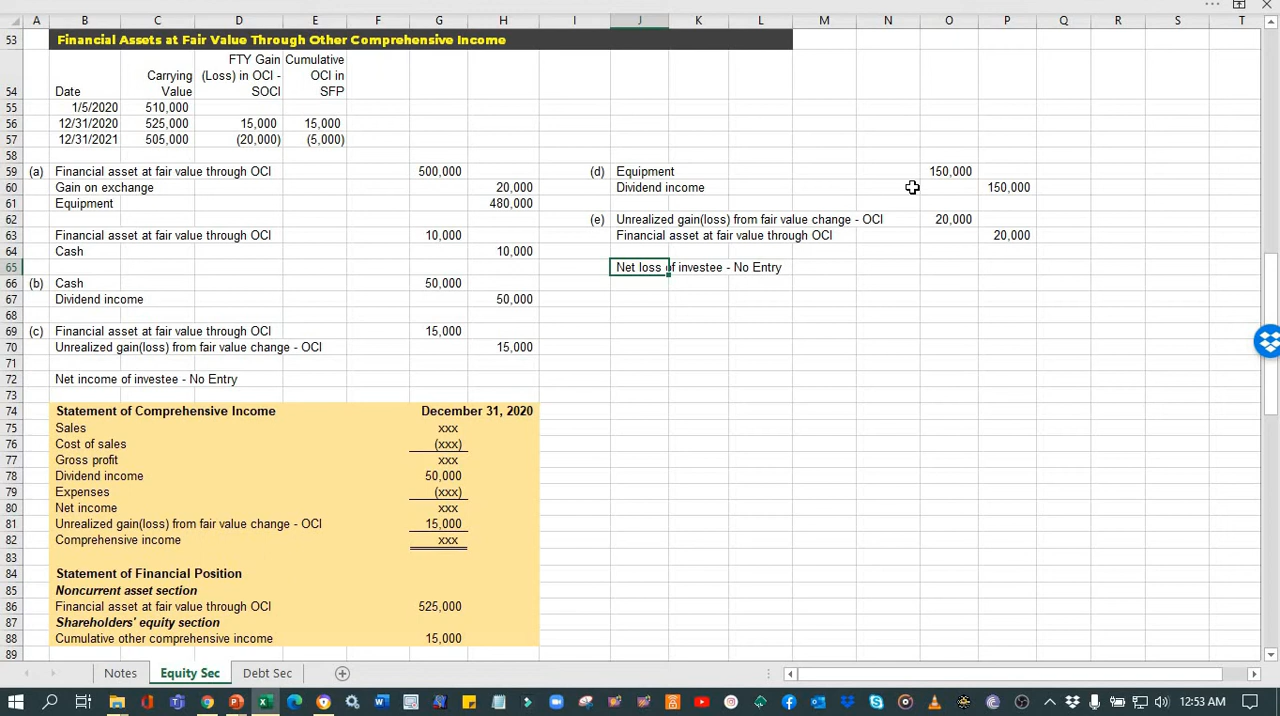 A B C D E F G H I J K L M N O P Q R S T
53 Financial Assets at Fair Value Through Other Comprehensive Income
54 Date Carrying Value FTY Gain (Loss) in OCI - SOCI Cumulative OCI in SFP
55 1/5/2020 510,000
56 12/31/2020 525,000 15,000 15,000
57 12/31/2021 505,000 (20,000) (5,000)
58
59 (a) Financial asset at fair value through OCI 500,000 (d) Equipment 150,000
60 Gain on exchange 20,000 Dividend income 150,000
61 Equipment 480,000
62 (e) Unrealized gain(loss) from fair value change - OCI 20,000
63 Financial asset at fair value through OCI 10,000 Financial asset at fair value through OCI 20,000
64 Cash 10,000
65 Net loss of investee - No Entry
66 (b) Cash 50,000
67 Dividend income 50,000
68
69 (c) Financial asset at fair value through OCI 15,000
70 Unrealized gain(loss) from fair value change - OCI 15,000
71
72 Net income of investee - No Entry
73
74 Statement of Comprehensive Income December 31, 2020
75 Sales xxx
76 Cost of sales (xxx)
77 Gross profit xxx
78 Dividend income 50,000
79 Expenses (xxx)
80 Net income xxx
81 Unrealized gain(loss) from fair value change - OCI 15,000
82 Comprehensive income xxx
83
84 Statement of Financial Position
85 Noncurrent asset section
86 Financial asset at fair value through OCI 525,000
87 Shareholders' equity section
88 Cumulative other comprehensive income 15,000
89
Notes Equity Sec Debt Sec
12:53 AM